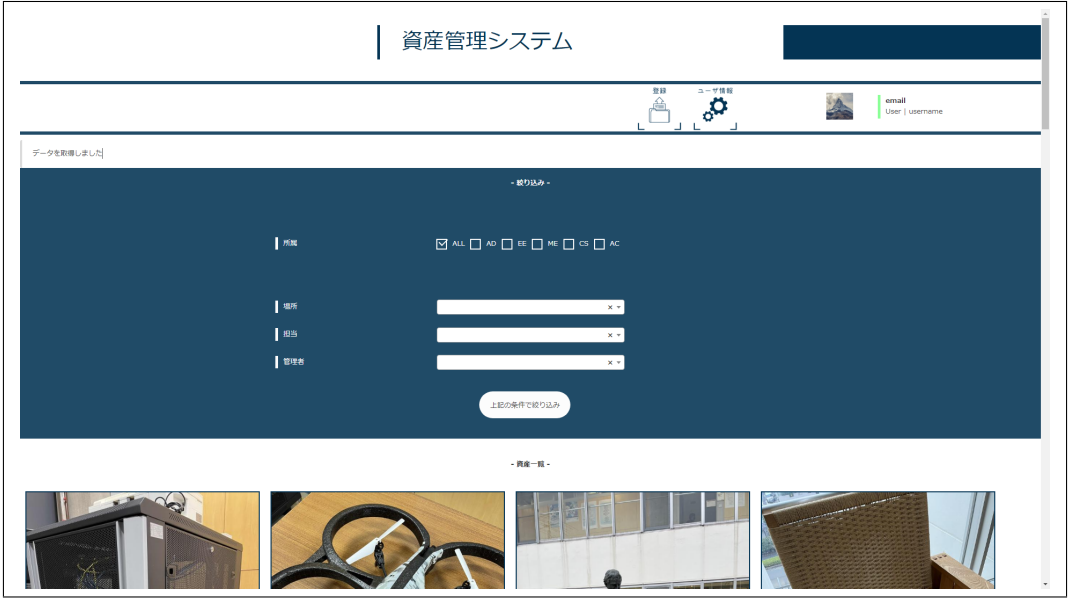 資産管理システム
登録 ユーザ情報
email
User | username
データを取得しました
- 絞り込み -
所属 ALL AD EE ME CS AC
場所
担当
管理者
上記の条件で絞り込み
- 資産一覧 -